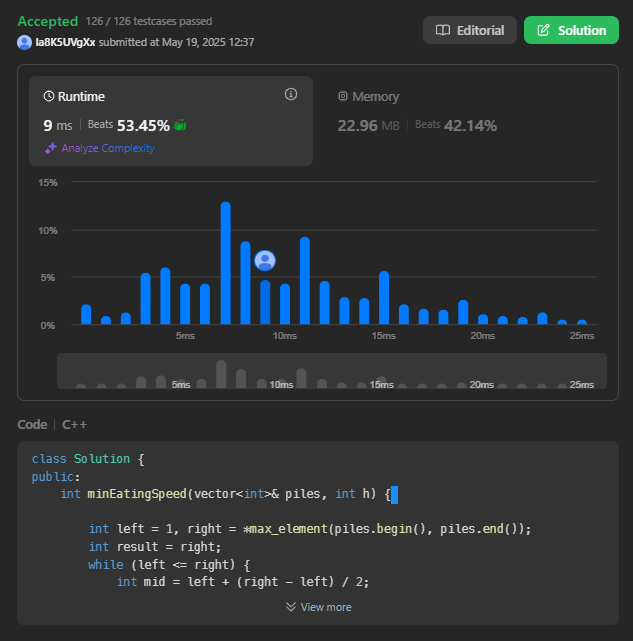 Accepted 126 / 126 testcases passed
la8K5UVgXx submitted at May 19, 2025 12:37
Editorial
Solution
Runtime
9 ms | Beats 53.45%
Analyze Complexity
Memory
22.96 MB | Beats 42.14%
15%
10%
5%
0%
5ms 10ms 15ms 20ms 25ms
5ms 10ms 15ms 20ms 25ms
Code | C++
class Solution {
public:
    int minEatingSpeed(vector<int>& piles, int h) {
        int left = 1, right = *max_element(piles.begin(), piles.end());
        int result = right;
        while (left <= right) {
            int mid = left + (right - left) / 2;
View more